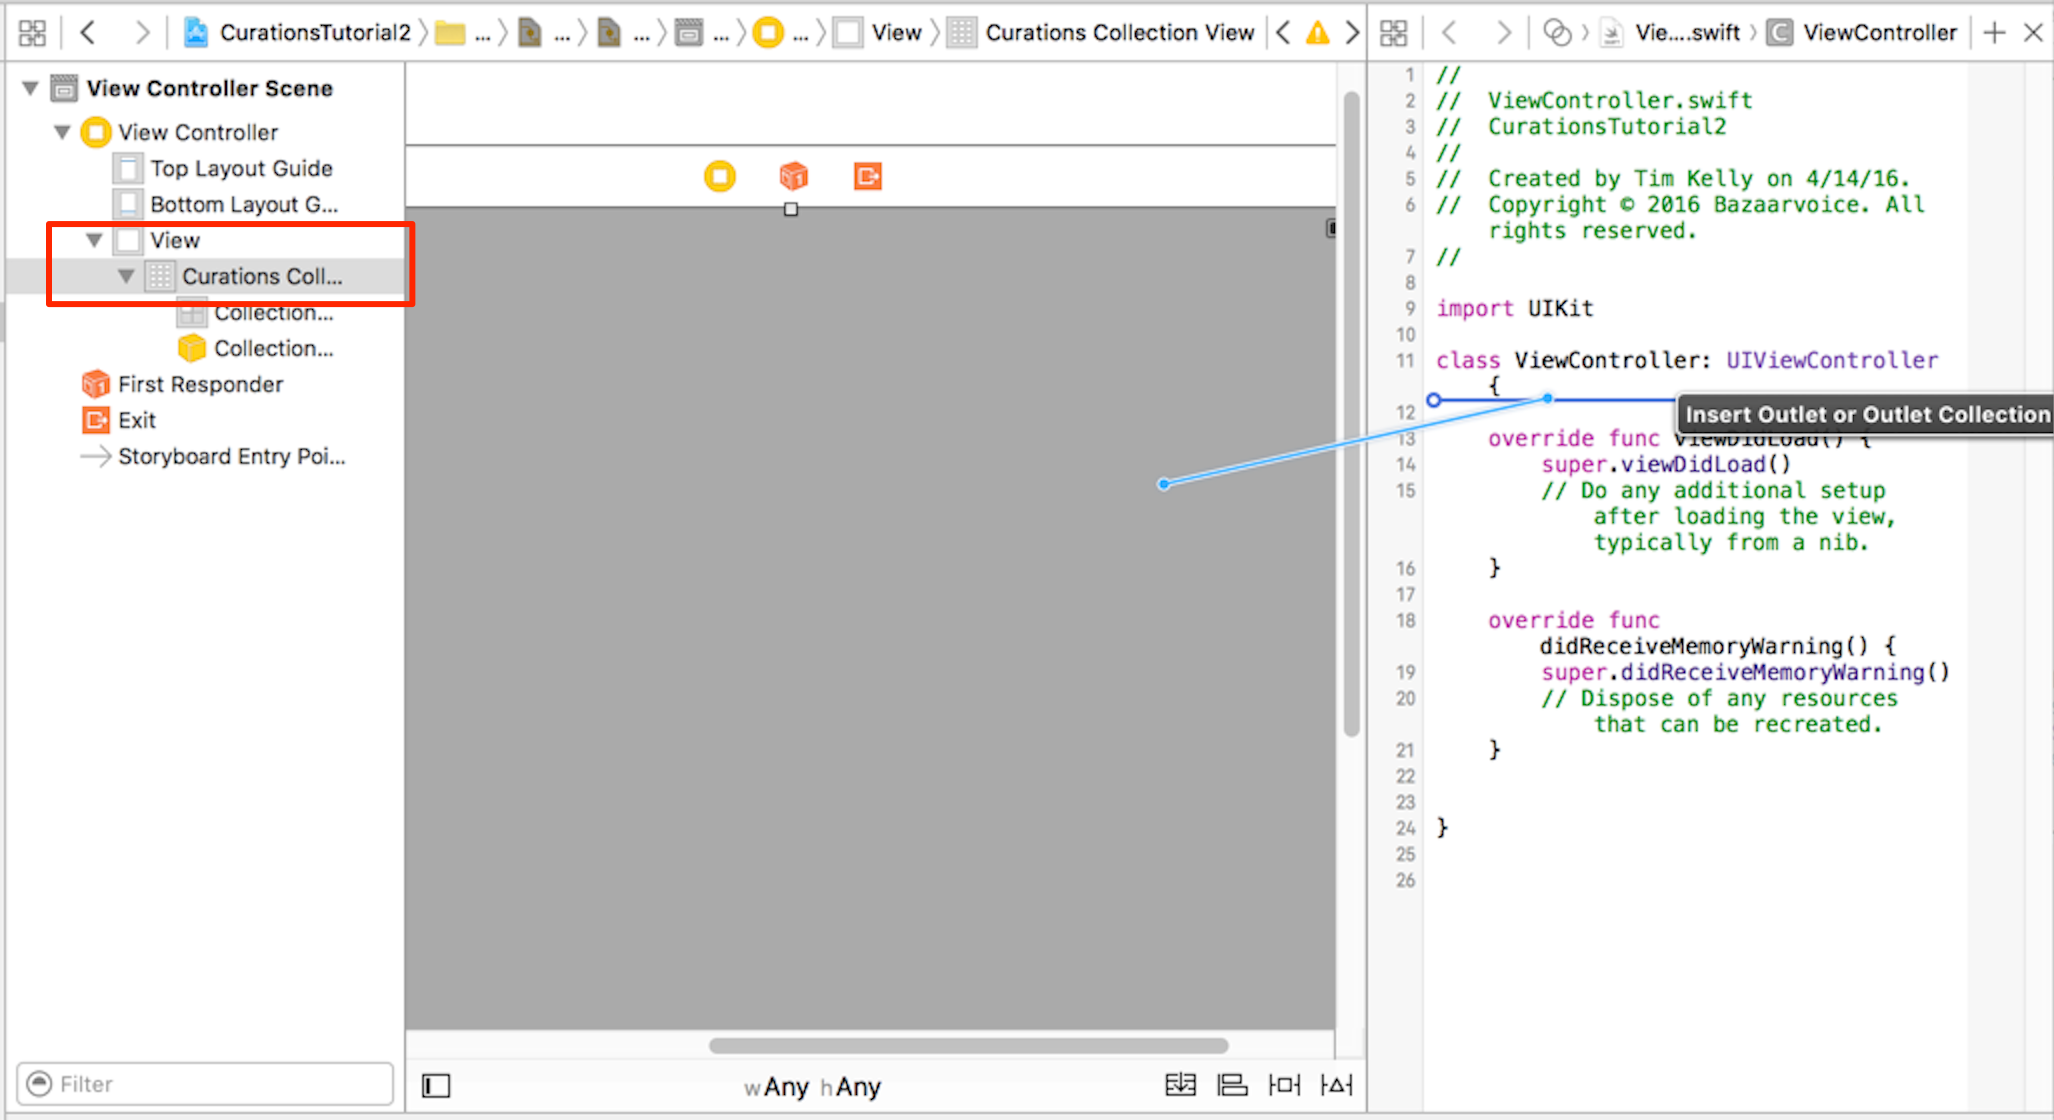 CurationsTutorial2 ... ... ... ... ... View Curations Collection View
Vie....swift ViewController
View Controller Scene
View Controller
Top Layout Guide
Bottom Layout G...
View
Curations Coll...
Collection...
Collection...
First Responder
Exit
Storyboard Entry Poi...
Filter
wAny hAny
1 //
2 // ViewController.swift
3 // CurationsTutorial2
4 //
5 // Created by Tim Kelly on 4/14/16.
6 // Copyright © 2016 Bazaarvoice. All
rights reserved.
7 //
8
9 import UIKit
10
11 class ViewController: UIViewController
{
Insert Outlet or Outlet Collection
12
13 override func viewDidLoad() {
14 super.viewDidLoad()
15 // Do any additional setup
after loading the view,
typically from a nib.
16 }
17
18 override func
didReceiveMemoryWarning() {
19 super.didReceiveMemoryWarning()
20 // Dispose of any resources
that can be recreated.
21 }
22
23
24 }
25
26